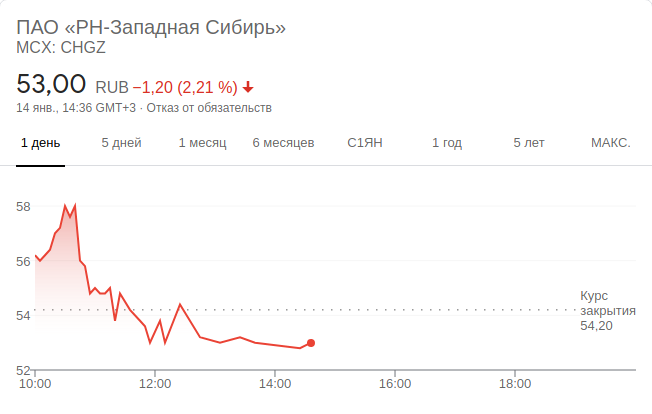 ПАО «РН-Западная Сибирь»
MCX: CHGZ
53,00 RUB −1,20 (2,21 %)
14 янв., 14:36 GMT+3 · Отказ от обязательств
1 день 5 дней 1 месяц 6 месяцев С1ЯН 1 год 5 лет МАКС.
58
56
Курс
54 закрытия
54,20
52
10:00 12:00 14:00 16:00 18:00